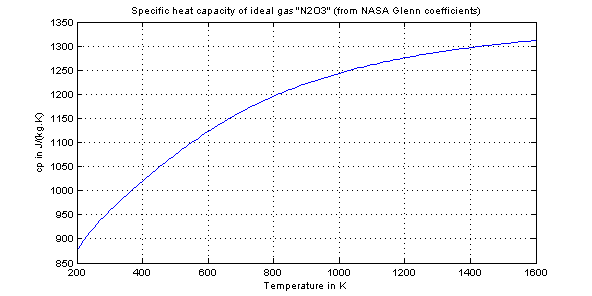 Specific heat capacity of ideal gas "N2O3" (from NASA Glenn coefficients)
1350
1300
1250
1200
1150
1100
1050
1000
950
900
850
cp in J/(kg.K)
200 400 600 800 1000 1200 1400 1600
Temperature in K